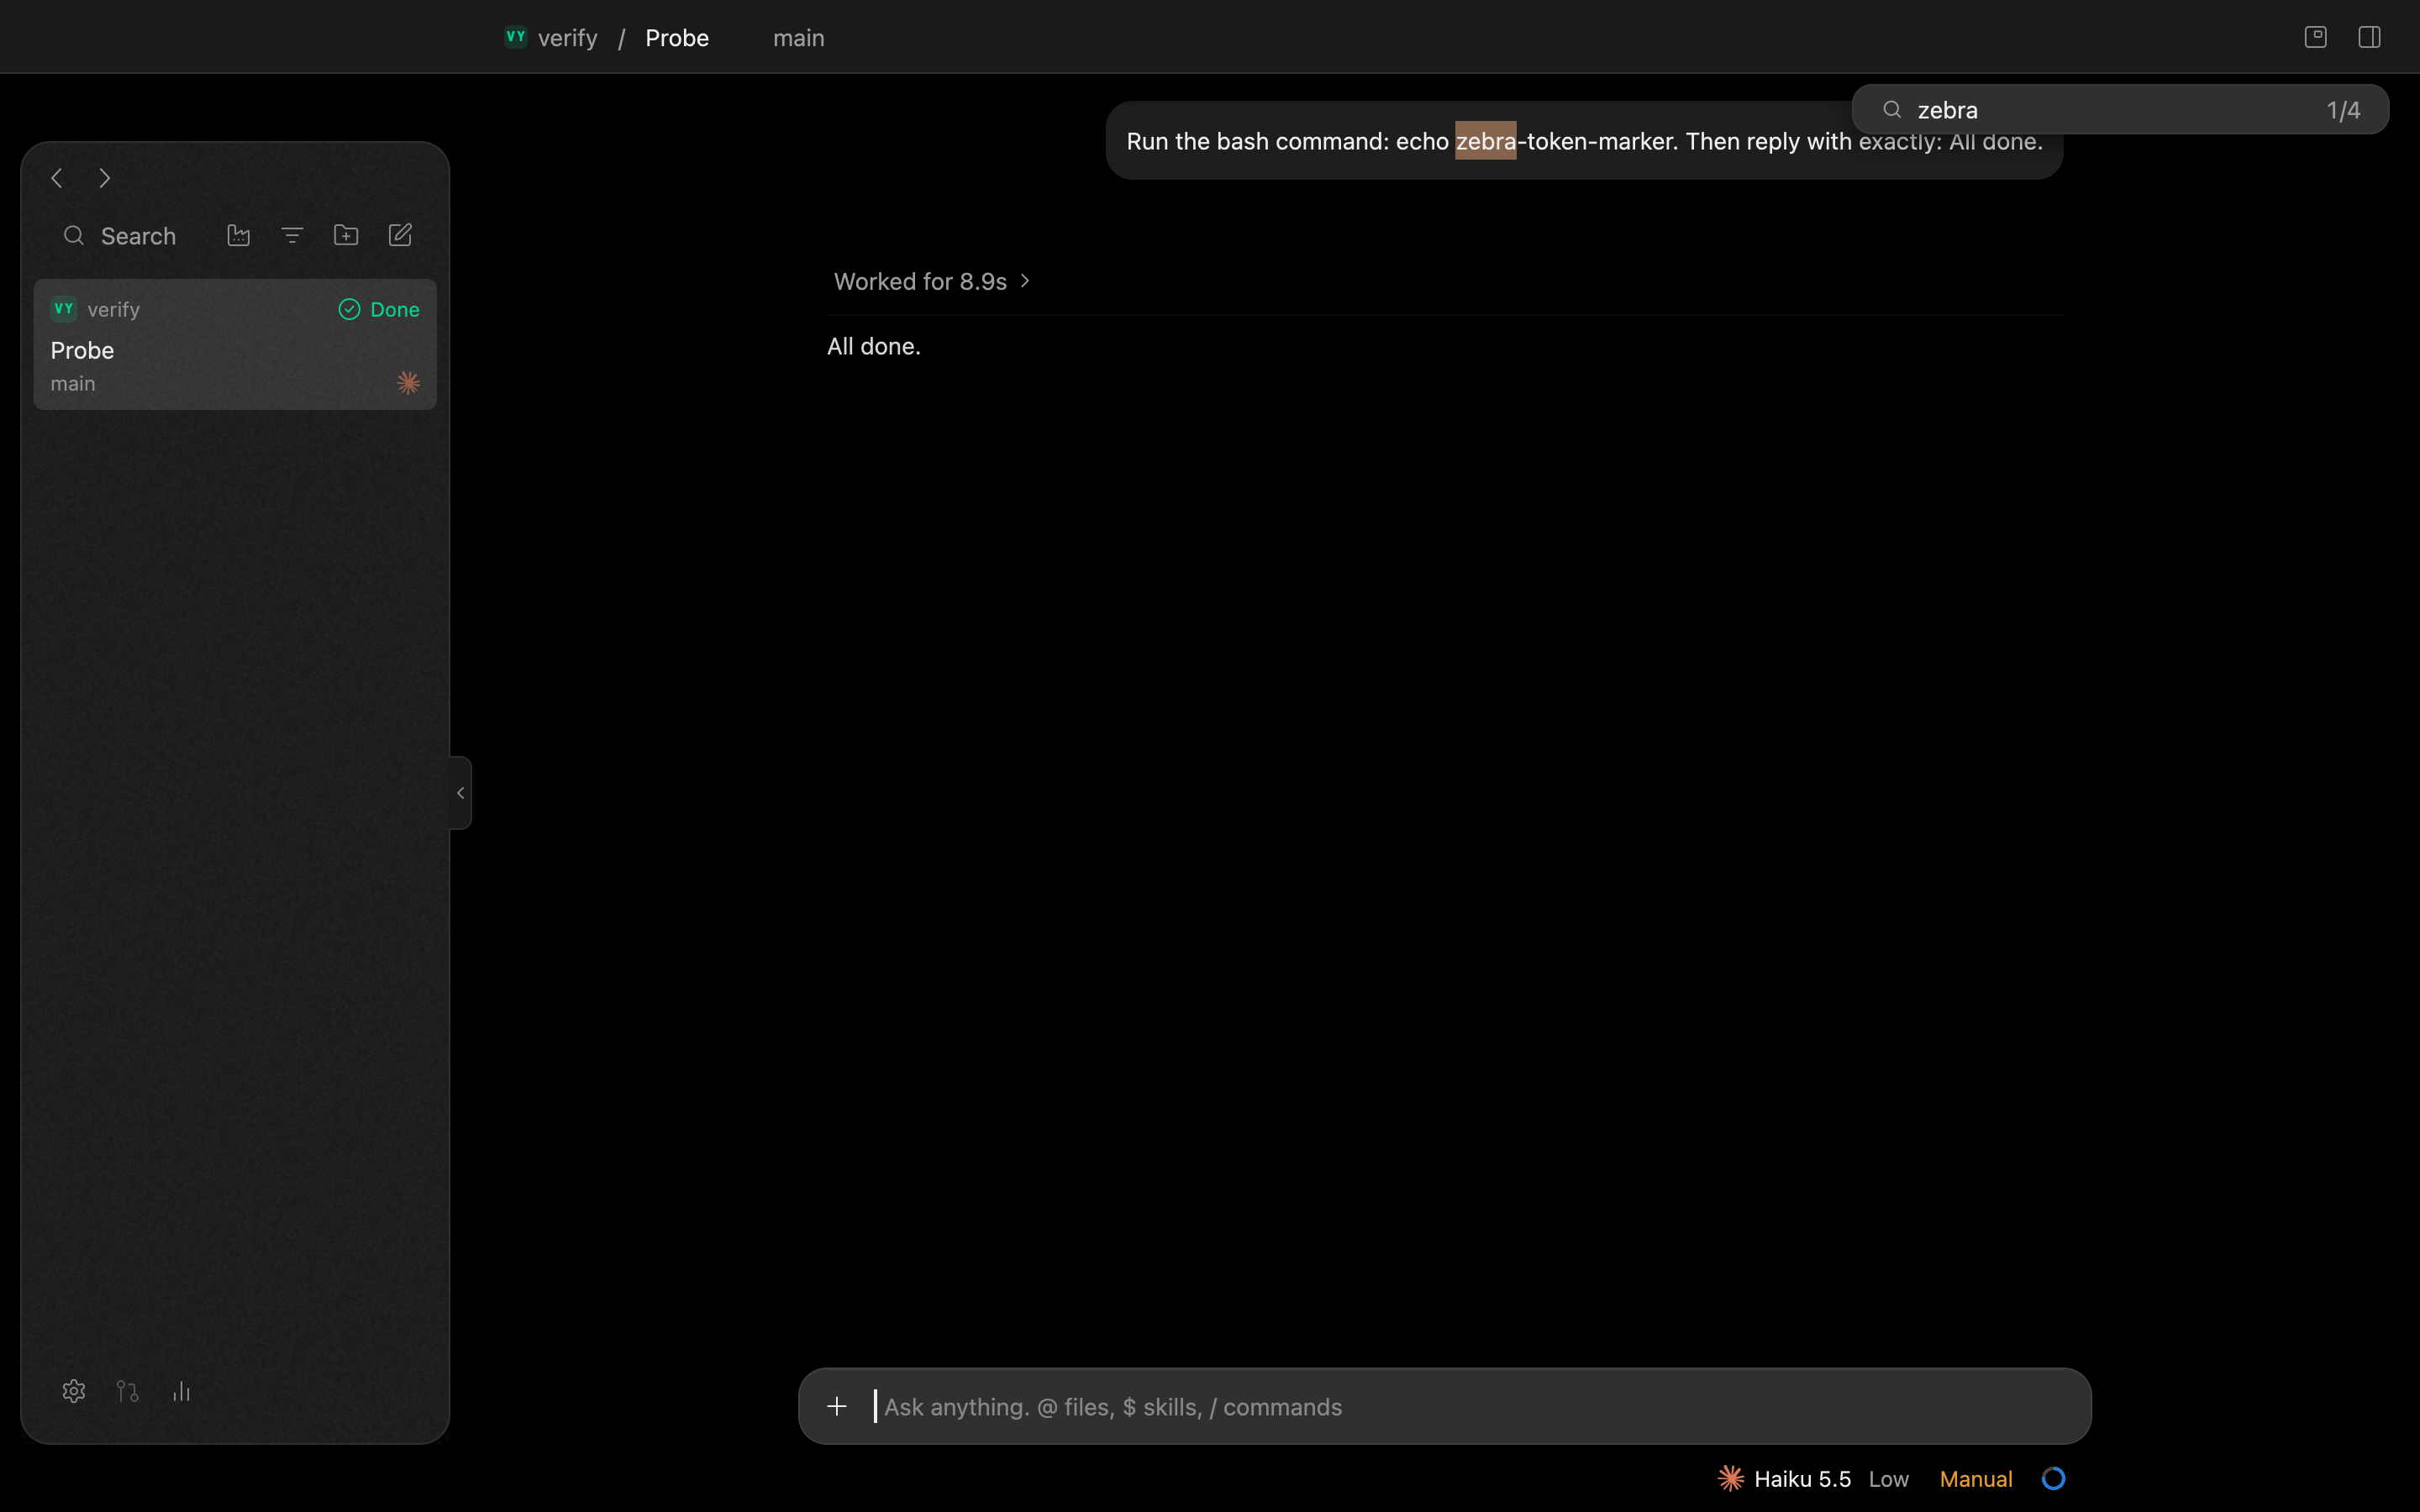 VY verify / Probe main
zebra 1/4
Run the bash command: echo zebra-token-marker. Then reply with exactly: All done.
Search
VY verify Done
Probe
main
Worked for 8.9s
All done.
Ask anything. @ files, $ skills, / commands
Haiku 5.5 Low Manual